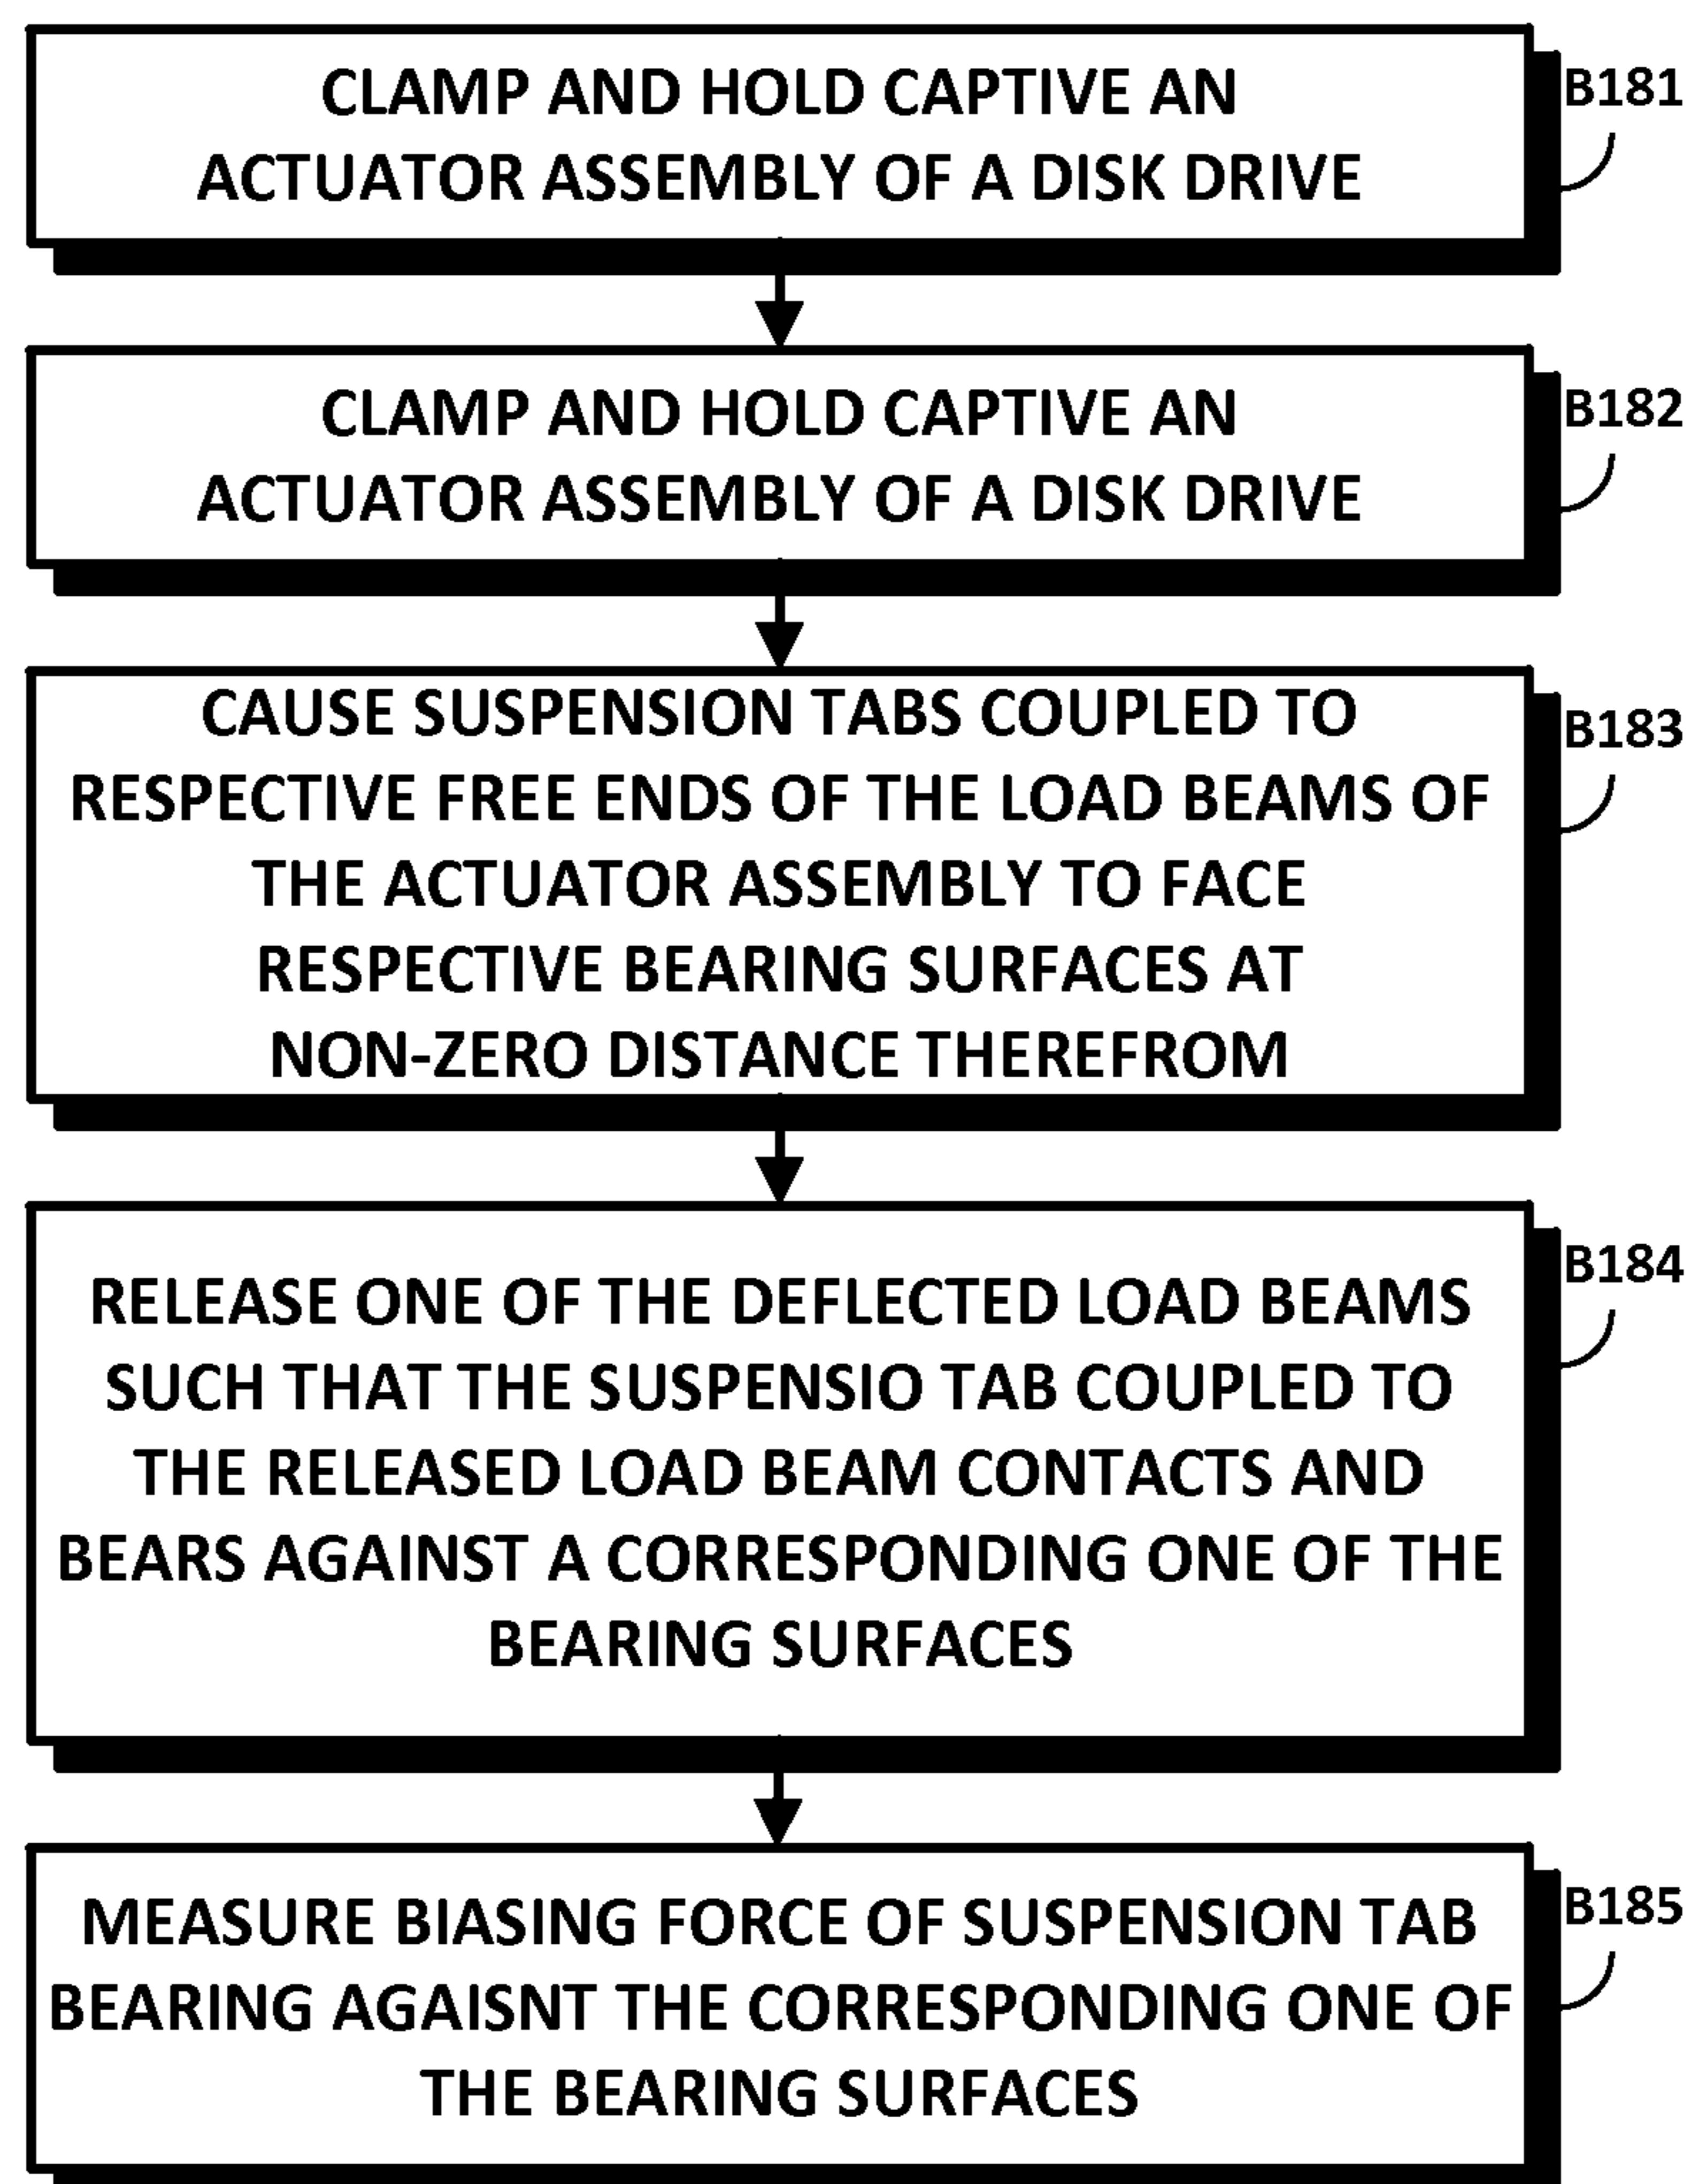 CLAMP AND HOLD CAPTIVE AN
ACTUATOR ASSEMBLY OF A DISK DRIVE
B181
CLAMP AND HOLD CAPTIVE AN
ACTUATOR ASSEMBLY OF A DISK DRIVE
B182
CAUSE SUSPENSION TABS COUPLED TO
RESPECTIVE FREE ENDS OF THE LOAD BEAMS OF
THE ACTUATOR ASSEMBLY TO FACE
RESPECTIVE BEARING SURFACES AT
NON-ZERO DISTANCE THEREFROM
B183
RELEASE ONE OF THE DEFLECTED LOAD BEAMS
SUCH THAT THE SUSPENSIO TAB COUPLED TO
THE RELEASED LOAD BEAM CONTACTS AND
BEARS AGAINST A CORRESPONDING ONE OF THE
BEARING SURFACES
B184
MEASURE BIASING FORCE OF SUSPENSION TAB
BEARING AGAISNT THE CORRESPONDING ONE OF
THE BEARING SURFACES
B185